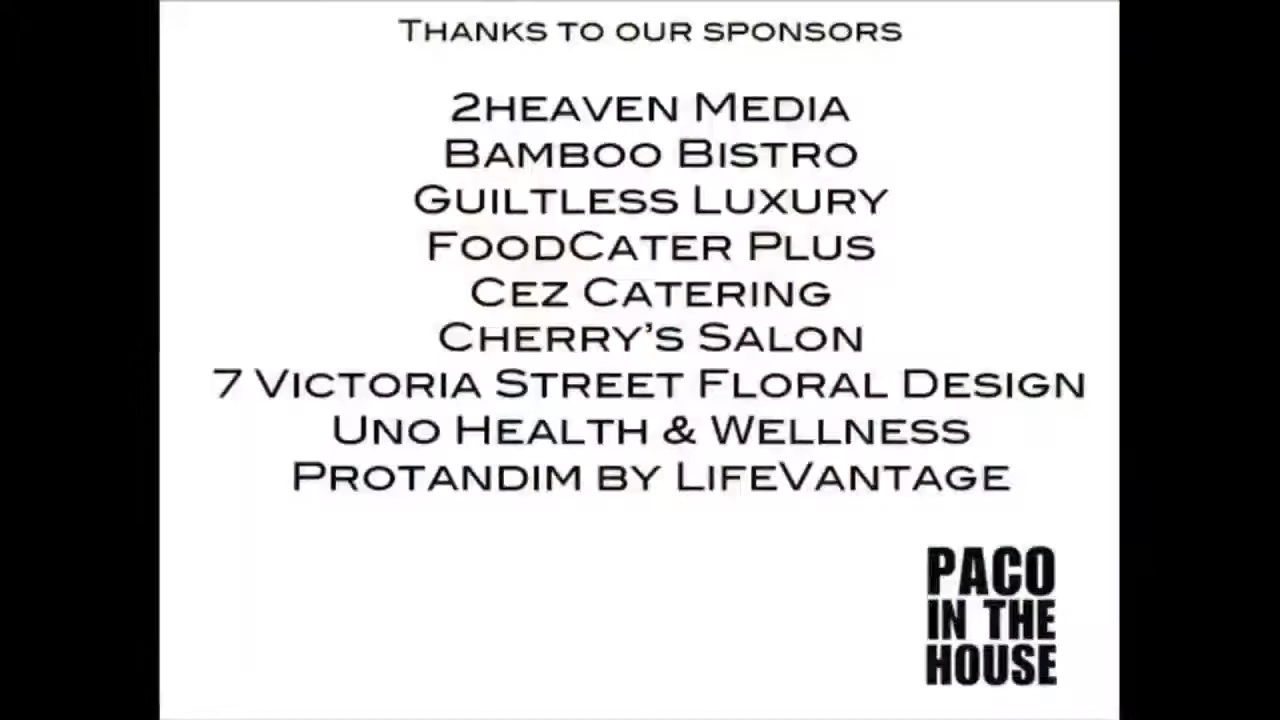 THANKS TO OUR SPONSORS
2HEAVEN MEDIA
BAMBOO BISTRO
GUILTLESS LUXURY
FOODCATER PLUS
CEZ CATERING
CHERRY'S SALON
7 VICTORIA STREET FLORAL DESIGN
UNO HEALTH & WELLNESS
PROTANDIM BY LIFEVANTAGE
PACO
IN THE
HOUSE